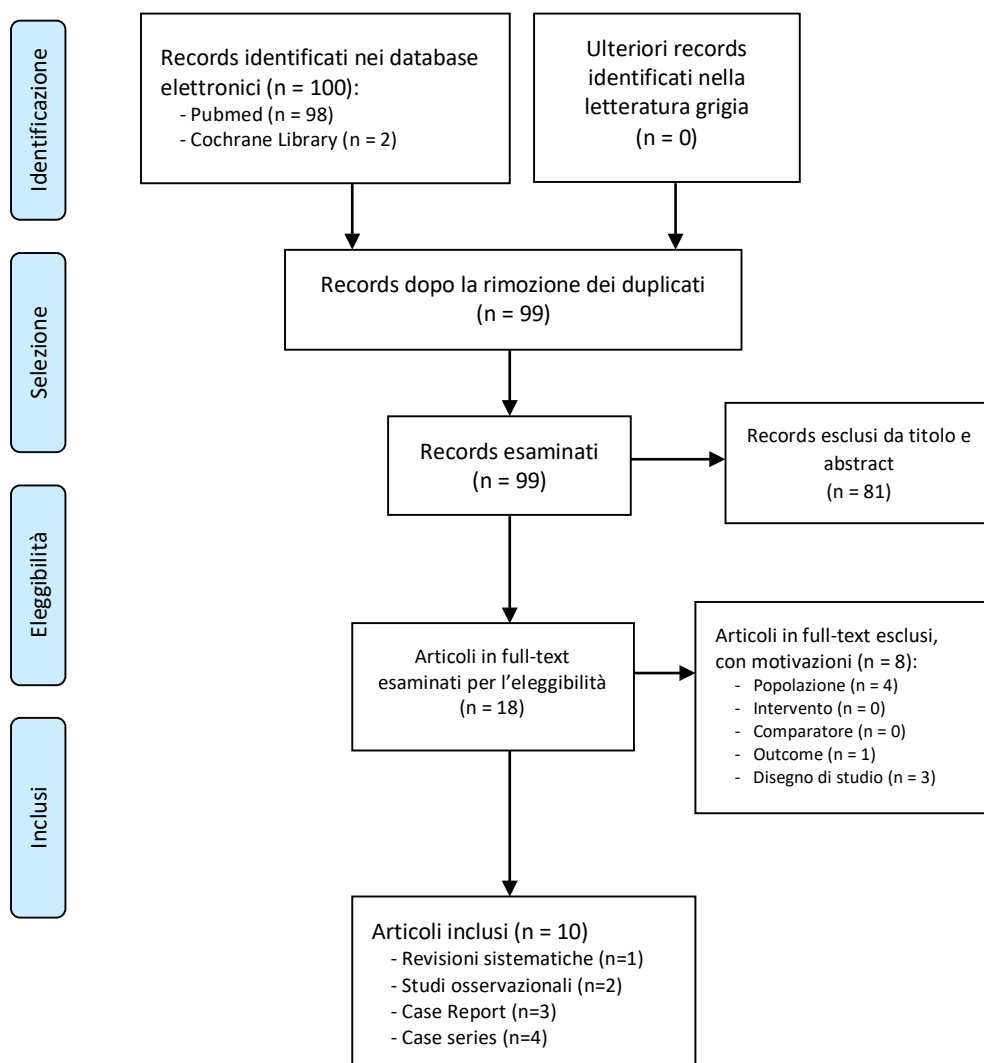 Identificazione
Records identificati nei database
elettronici (n = 100):
- Pubmed (n = 98)
- Cochrane Library (n = 2)
Ulteriori records
identificati nella
letteratura grigia
(n = 0)
Selezione
Records dopo la rimozione dei duplicati
(n = 99)
Records esaminati
(n = 99)
Records esclusi da titolo e
abstract
(n = 81)
Eleggibilità
Articoli in full-text
esaminati per l'eleggibilità
(n = 18)
Articoli in full-text esclusi,
con motivazioni (n = 8):
- Popolazione (n = 4)
- Intervento (n = 0)
- Comparatore (n = 0)
- Outcome (n = 1)
- Disegno di studio (n = 3)
Inclusi
Articoli inclusi (n = 10)
- Revisioni sistematiche (n=1)
- Studi osservazionali (n=2)
- Case Report (n=3)
- Case series (n=4)